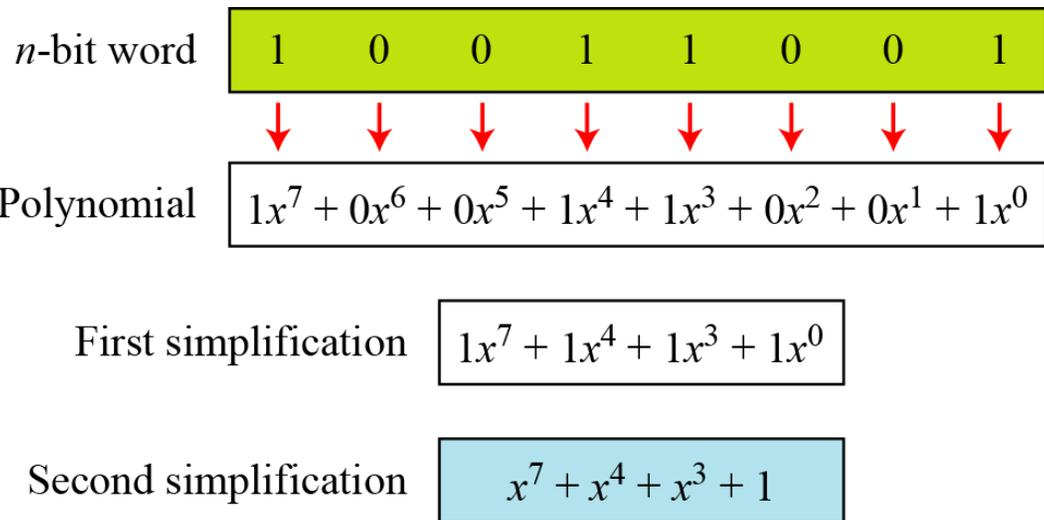 n-bit word 1 0 0 1 1 0 0 1
Polynomial 1x⁷ + 0x⁶ + 0x⁵ + 1x⁴ + 1x³ + 0x² + 0x¹ + 1x⁰
First simplification 1x⁷ + 1x⁴ + 1x³ + 1x⁰
Second simplification x⁷ + x⁴ + x³ + 1